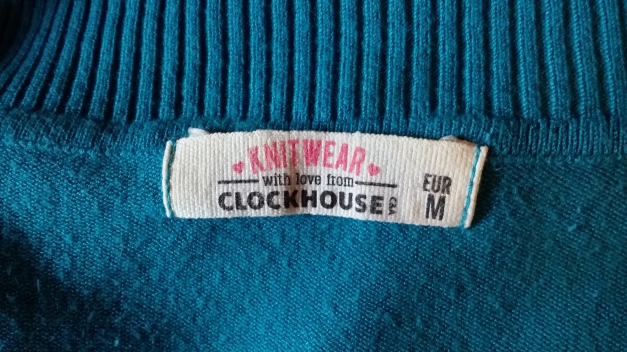 KNITWEAR
with love from
CLOCKHOUSE
EUR
M